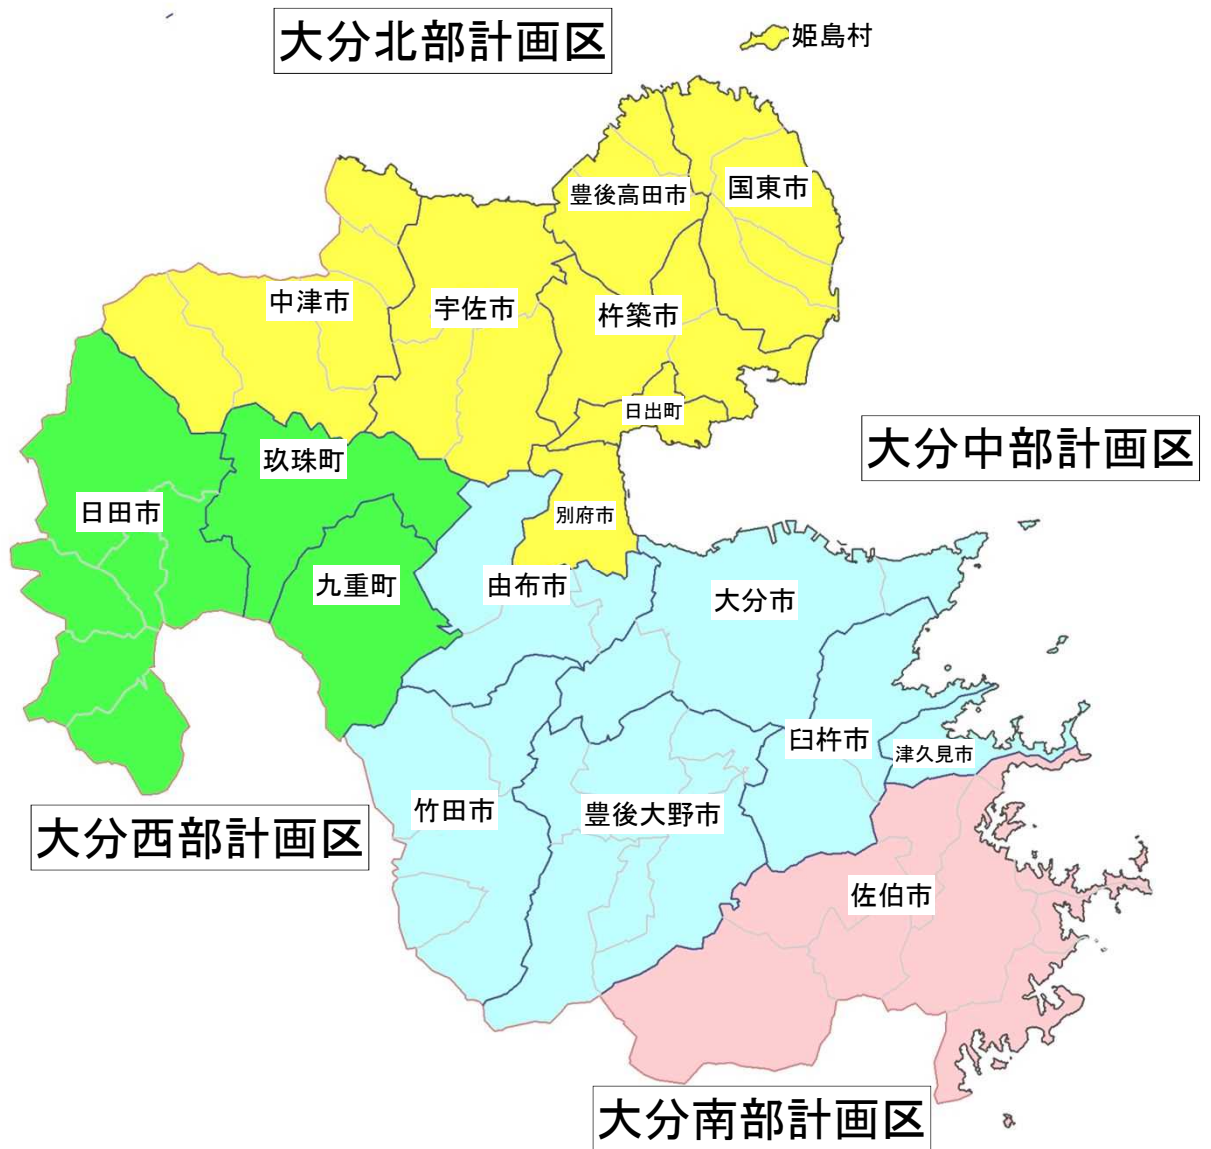 大分北部計画区
姫島村
豊後高田市
国東市
中津市
宇佐市
杵築市
日出町
大分中部計画区
玖珠町
日田市
別府市
九重町
由布市
大分市
臼杵市
津久見市
竹田市
豊後大野市
大分西部計画区
佐伯市
大分南部計画区